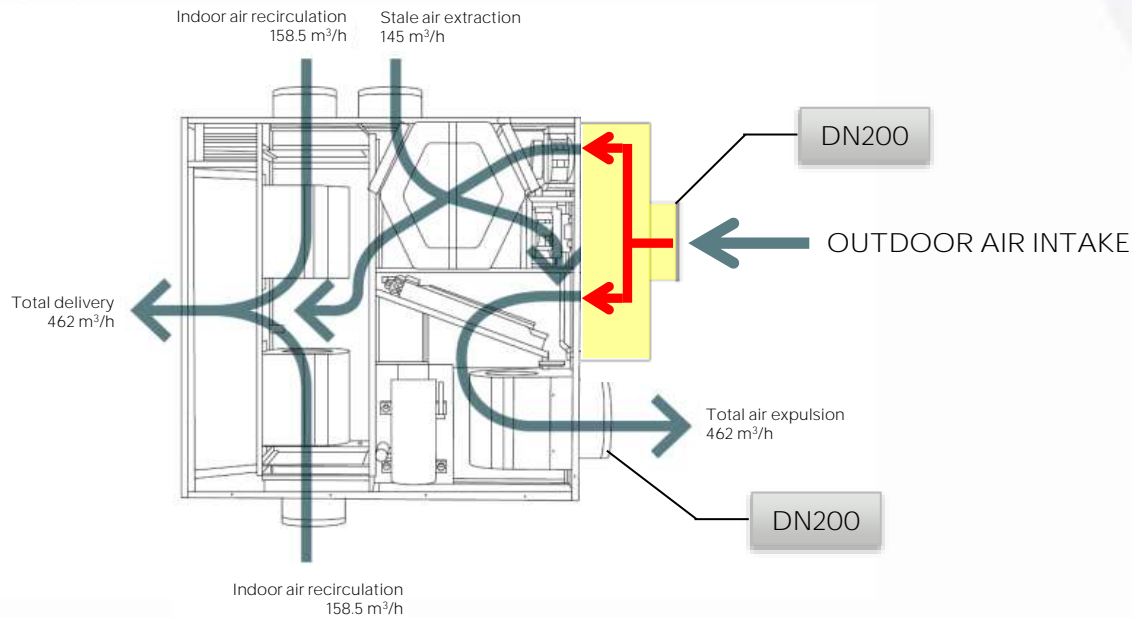 Indoor air recirculation
158.5 m³/h
Stale air extraction
145 m³/h
DN200
OUTDOOR AIR INTAKE
Total delivery
462 m³/h
Total air expulsion
462 m³/h
DN200
Indoor air recirculation
158.5 m³/h